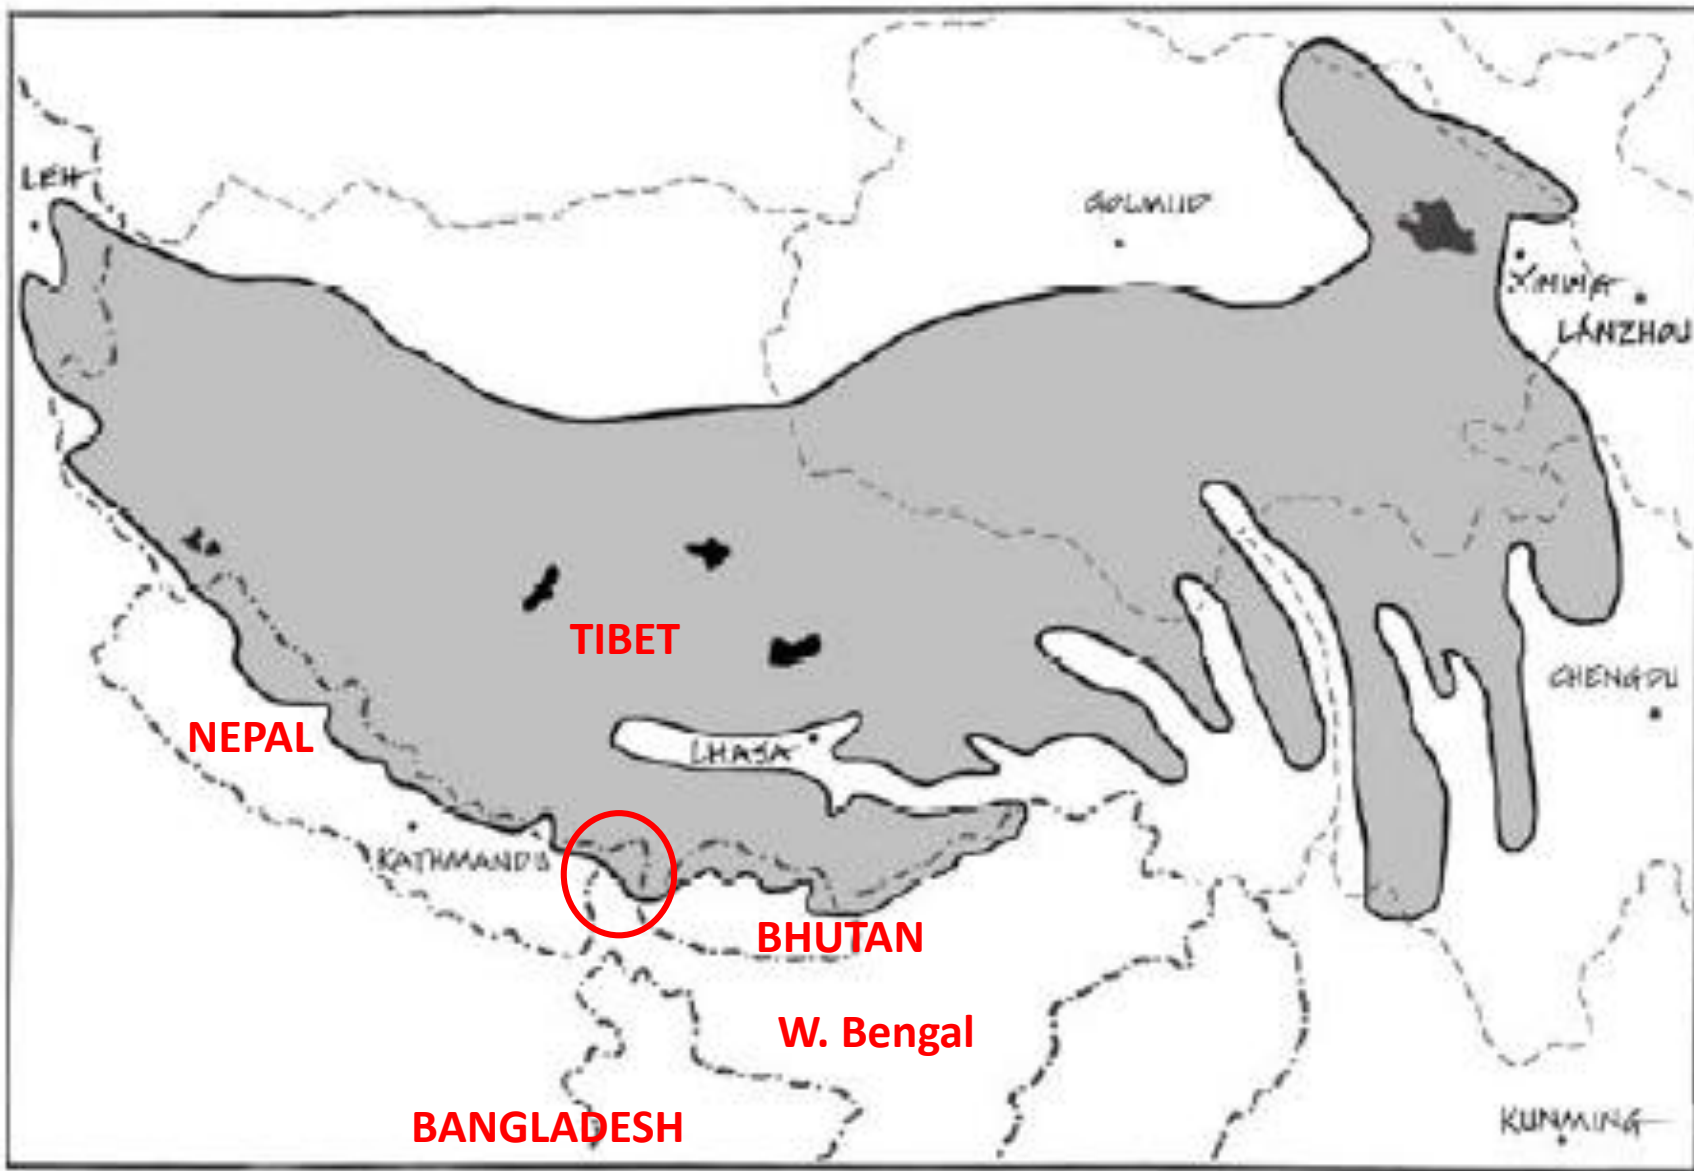 LEH
GOLMUD
XINING
LANZHOU
TIBET
CHENGDU
NEPAL
LHASA
KATHMANDU
BHUTAN
W. Bengal
BANGLADESH
KUNMING